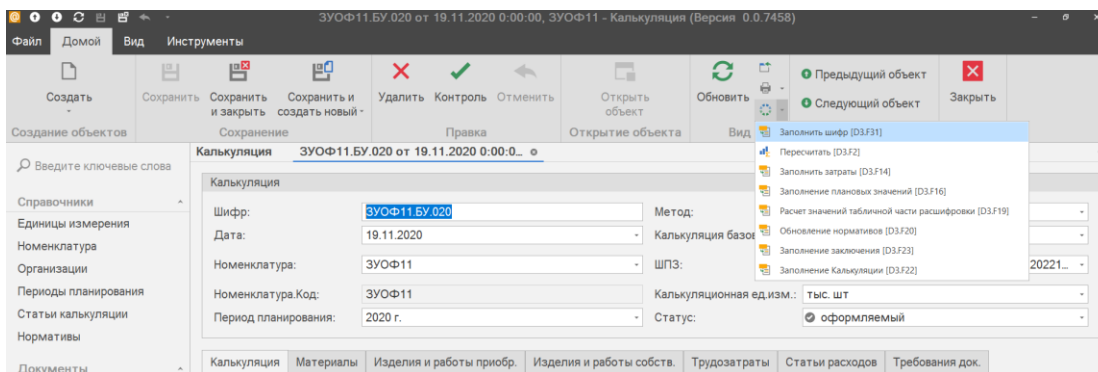 ЗУОФ11.БУ.020 от 19.11.2020 0:00:00, ЗУОФ11 - Калькуляция (Версия 0.0.7458)
Файл Домой Вид Инструменты
Создать Сохранить Сохранить и закрыть Сохранить и создать новый Удалить Контроль Отменить Открыть объект Обновить Предыдущий объект Следующий объект Закрыть
Создание объектов Сохранение Правка Открытие объекта Вид
Заполнить шифр [D3.F31]
Пересчитать [D3.F2]
Заполнить затраты [D3.F14]
Заполнение плановых значений [D3.F16]
Расчет значений табличной части расшифровки [D3.F19]
Обновление нормативов [D3.F20]
Заполнение заключения [D3.F23]
Заполнение Калькуляции [D3.F22]
Введите ключевые слова
Справочники
Единицы измерения
Номенклатура
Организации
Периоды планирования
Статьи калькуляции
Нормативы
Документы
Калькуляция ЗУОФ11.БУ.020 от 19.11.2020 0:00:0...
Калькуляция
Шифр: ЗУОФ11.БУ.020 Метод:
Дата: 19.11.2020 Калькуляция базов
Номенклатура: ЗУОФ11 ШПЗ: 20221...
Номенклатура.Код: ЗУОФ11 Калькуляционная ед.изм.: тыс. шт
Период планирования: 2020 г. Статус: оформляемый
Калькуляция Материалы Изделия и работы приобр. Изделия и работы собств. Трудозатраты Статьи расходов Требования док.